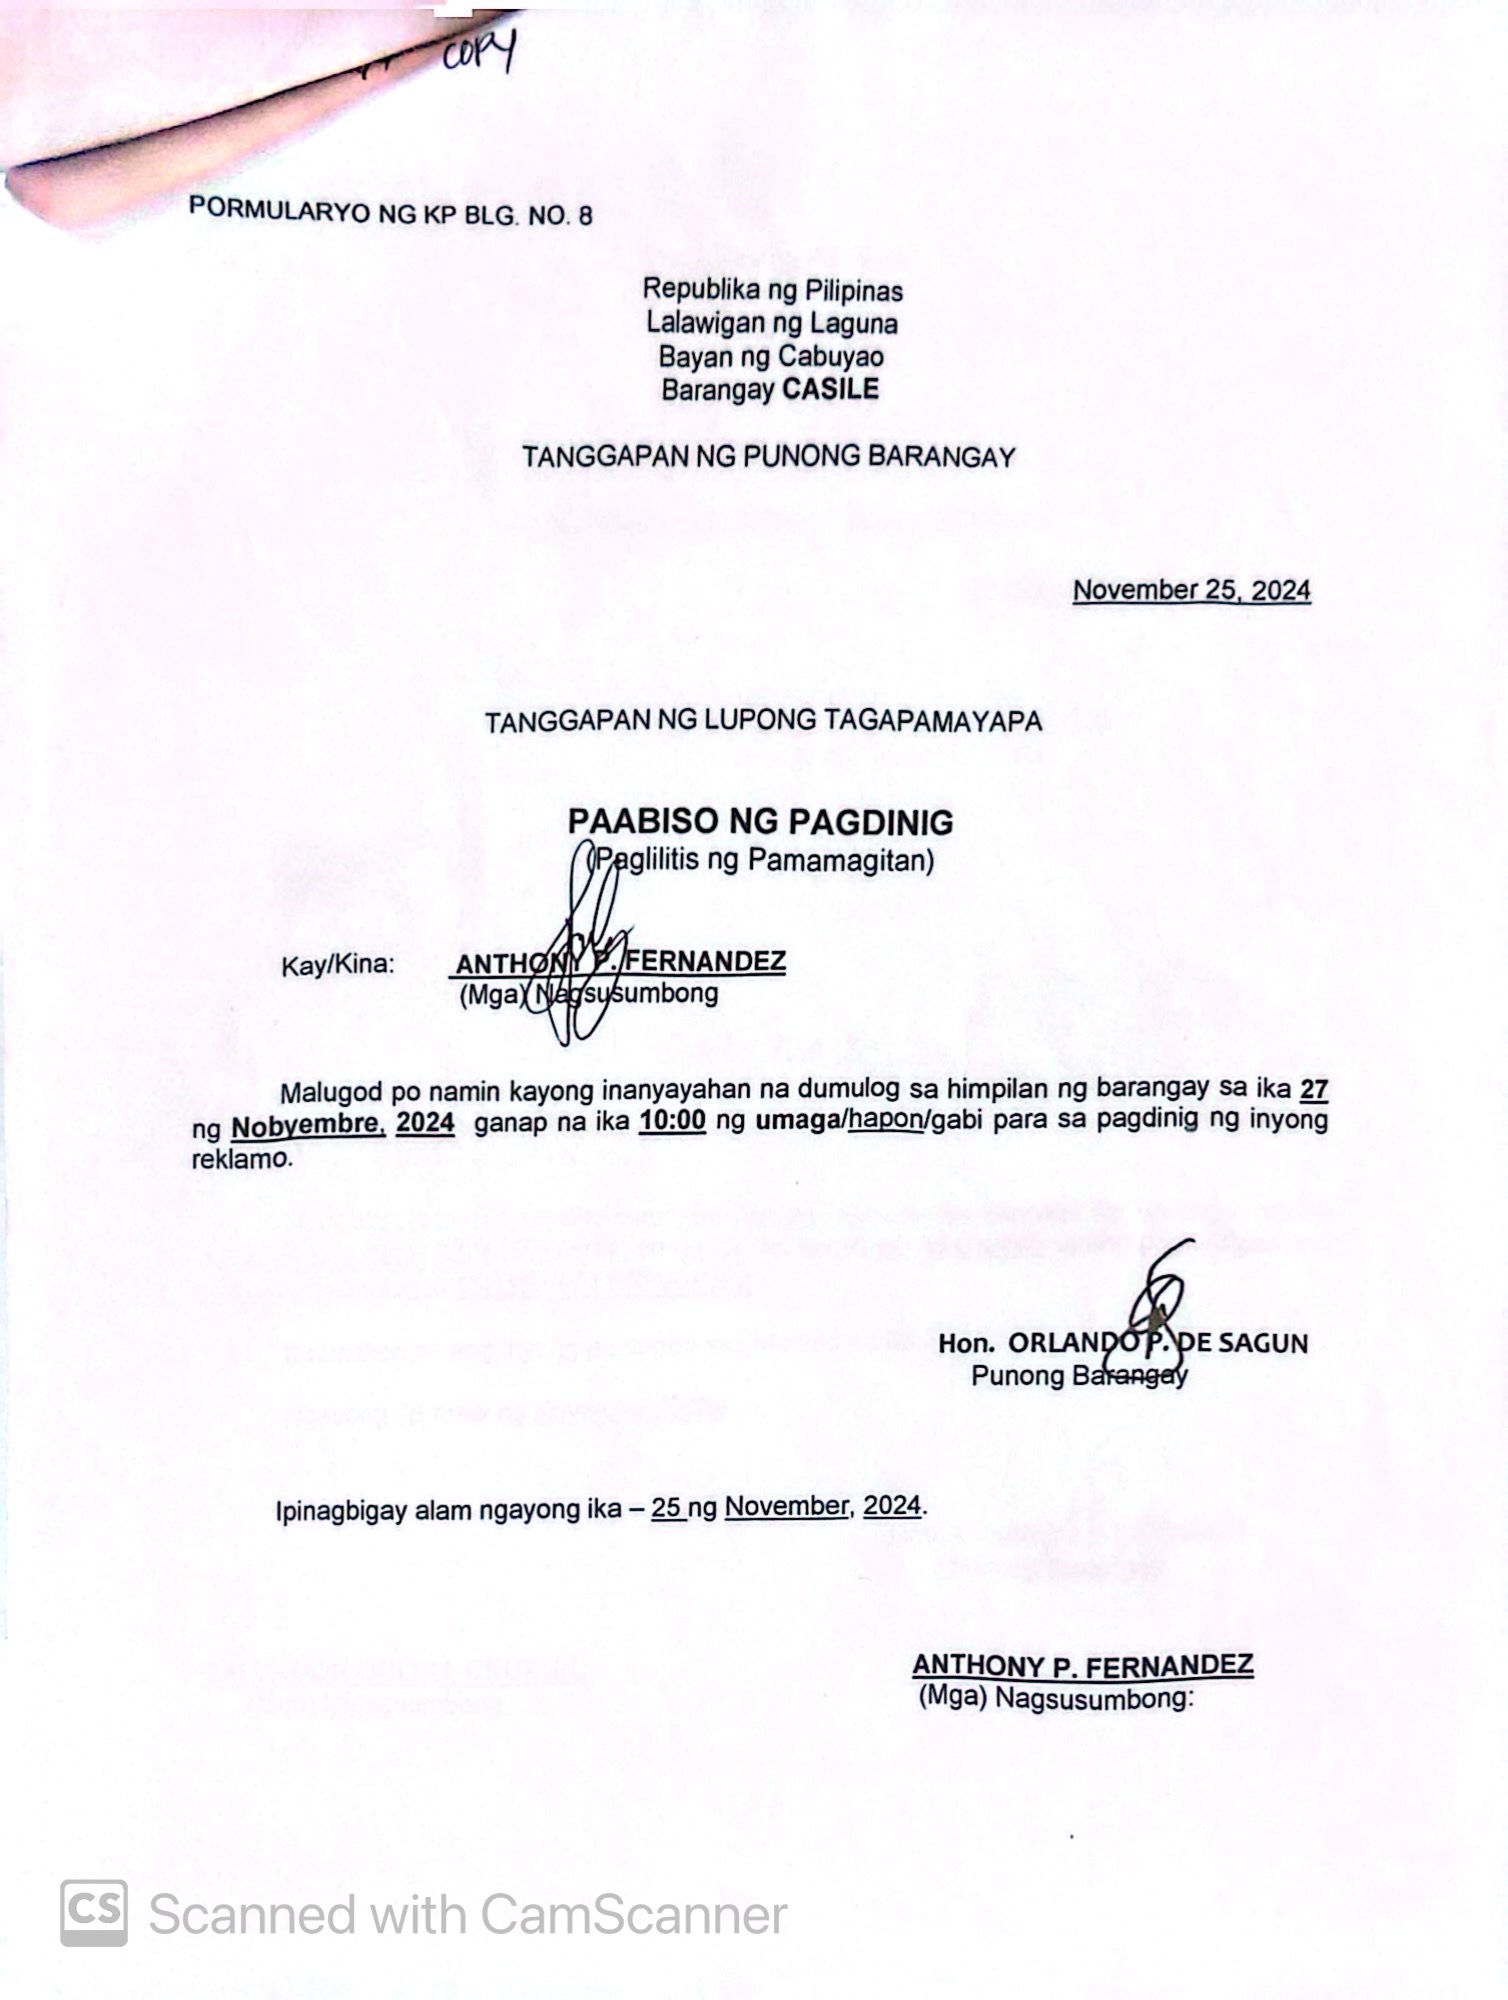 COPY
PORMULARYO NG KP BLG. NO. 8
Republika ng Pilipinas
Lalawigan ng Laguna
Bayan ng Cabuyao
Barangay CASILE
TANGGAPAN NG PUNONG BARANGAY
November 25, 2024
TANGGAPAN NG LUPONG TAGAPAMAYAPA
PAABISO NG PAGDINIG
(Paglilitis ng Pamamagitan)
Kay/Kina: ANTHONY P. FERNANDEZ
(Mga) Nagsusumbong
Malugod po namin kayong inanyayahan na dumulog sa himpilan ng barangay sa ika 27
ng Nobyembre, 2024 ganap na ika 10:00 ng umaga/hapon/gabi para sa pagdinig ng inyong
reklamo.
Hon. ORLANDO P. DE SAGUN
Punong Barangay
Ipinagbigay alam ngayong ika – 25 ng November, 2024.
ANTHONY P. FERNANDEZ
(Mga) Nagsusumbong:
CS Scanned with CamScanner